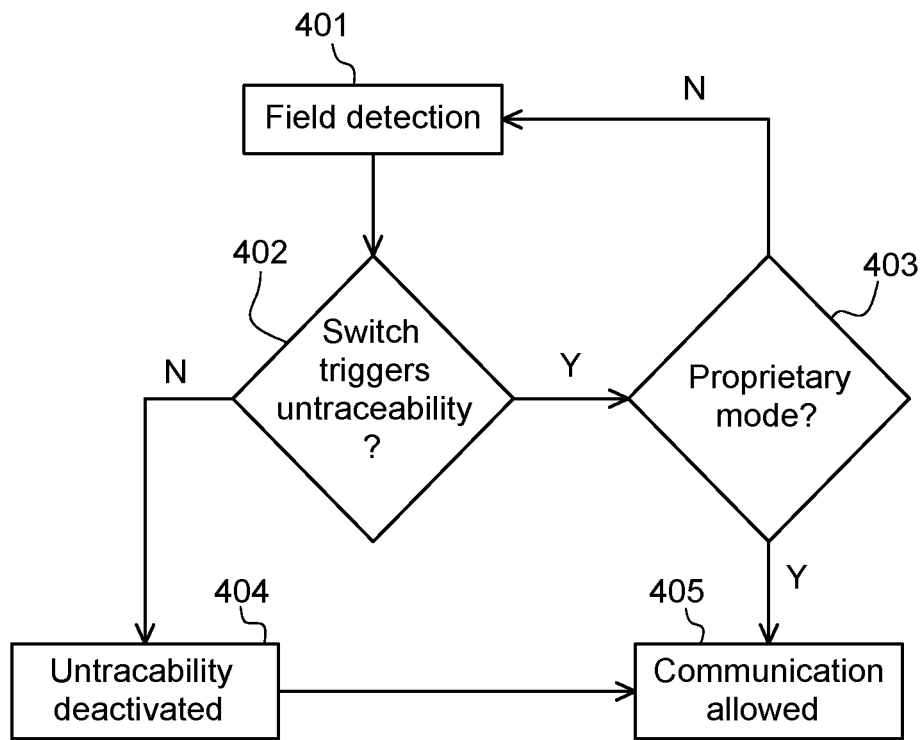 401
Field detection
N
402
Switch
triggers
untraceability
?
N
Y
403
Proprietary
mode?
Y
404
Untracability
deactivated
405
Communication
allowed